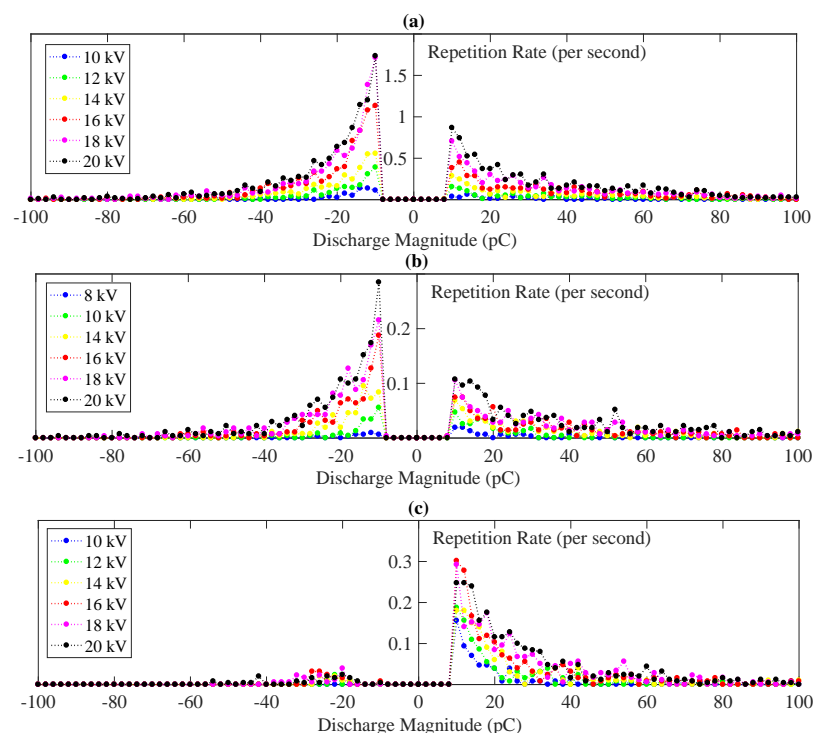 (a)
Repetition Rate (per second)
10 kV
12 kV
14 kV
16 kV
18 kV
20 kV
1.5
1
0.5
-100 -80 -60 -40 -20 0 20 40 60 80 100
Discharge Magnitude (pC)
(b)
Repetition Rate (per second)
8 kV
10 kV
14 kV
16 kV
18 kV
20 kV
0.2
0.1
-100 -80 -60 -40 -20 0 20 40 60 80 100
Discharge Magnitude (pC)
(c)
Repetition Rate (per second)
10 kV
12 kV
14 kV
16 kV
18 kV
20 kV
0.3
0.2
0.1
-100 -80 -60 -40 -20 0 20 40 60 80 100
Discharge Magnitude (pC)